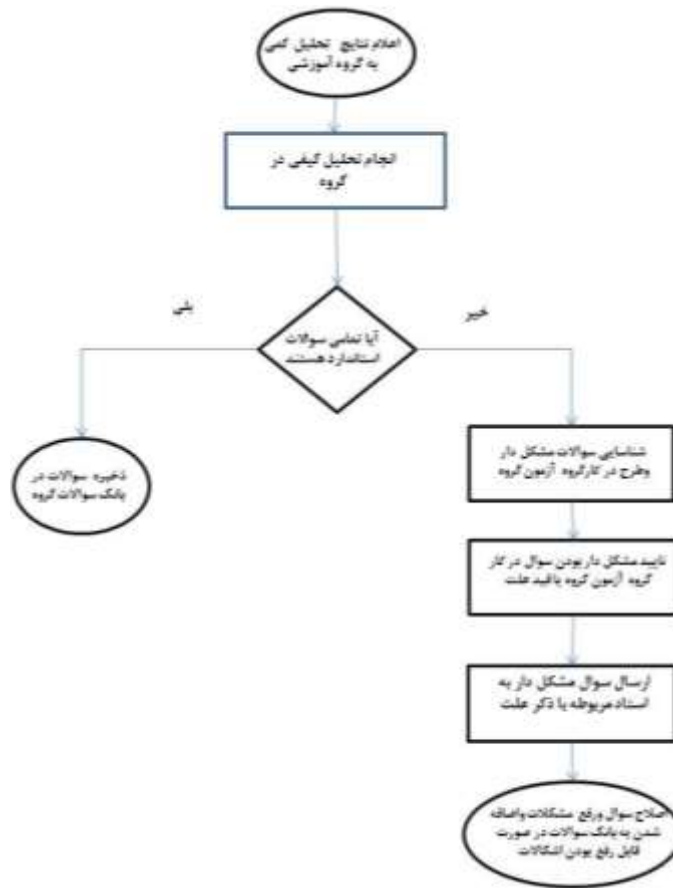 اعلام نتایج تحلیل کمی
به گروه آموزشی
انجام تحلیل کیفی در
گروه
بلی
خیر
آیا تمامی سوالات
استاندارد هستند
ذخیره سوالات در
بانک سوالات گروه
شناسایی سوالات مشکل دار
وطرح در کارگروه آزمون گروه
تایید مشکل دار بودن سوال در کار
گروه آزمون گروه با قید علت
ارسال سوال مشکل دار به
استاد مربوطه با ذکر علت
اصلاح سوال ورفع مشکلات واضافه
شدن به بانک سوالات در صورت
قابل رفع بودن اشکالات